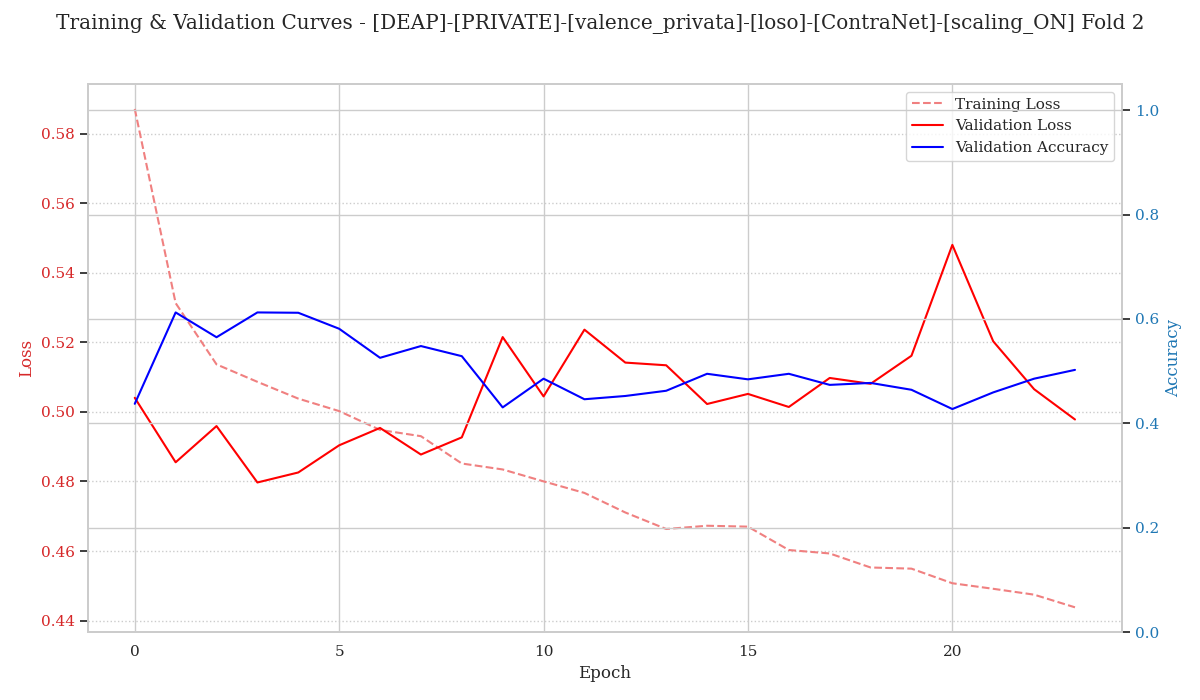 Training & Validation Curves - [DEAP]-[PRIVATE]-[valence_privata]-[loso]-[ContraNet]-[scaling_ON] Fold 2
Training Loss
Validation Loss
Validation Accuracy
Loss
0.58
0.56
0.54
0.52
0.50
0.48
0.46
0.44
1.0
0.8
0.6
0.4
0.2
0.0
Accuracy
0 5 10 15 20
Epoch